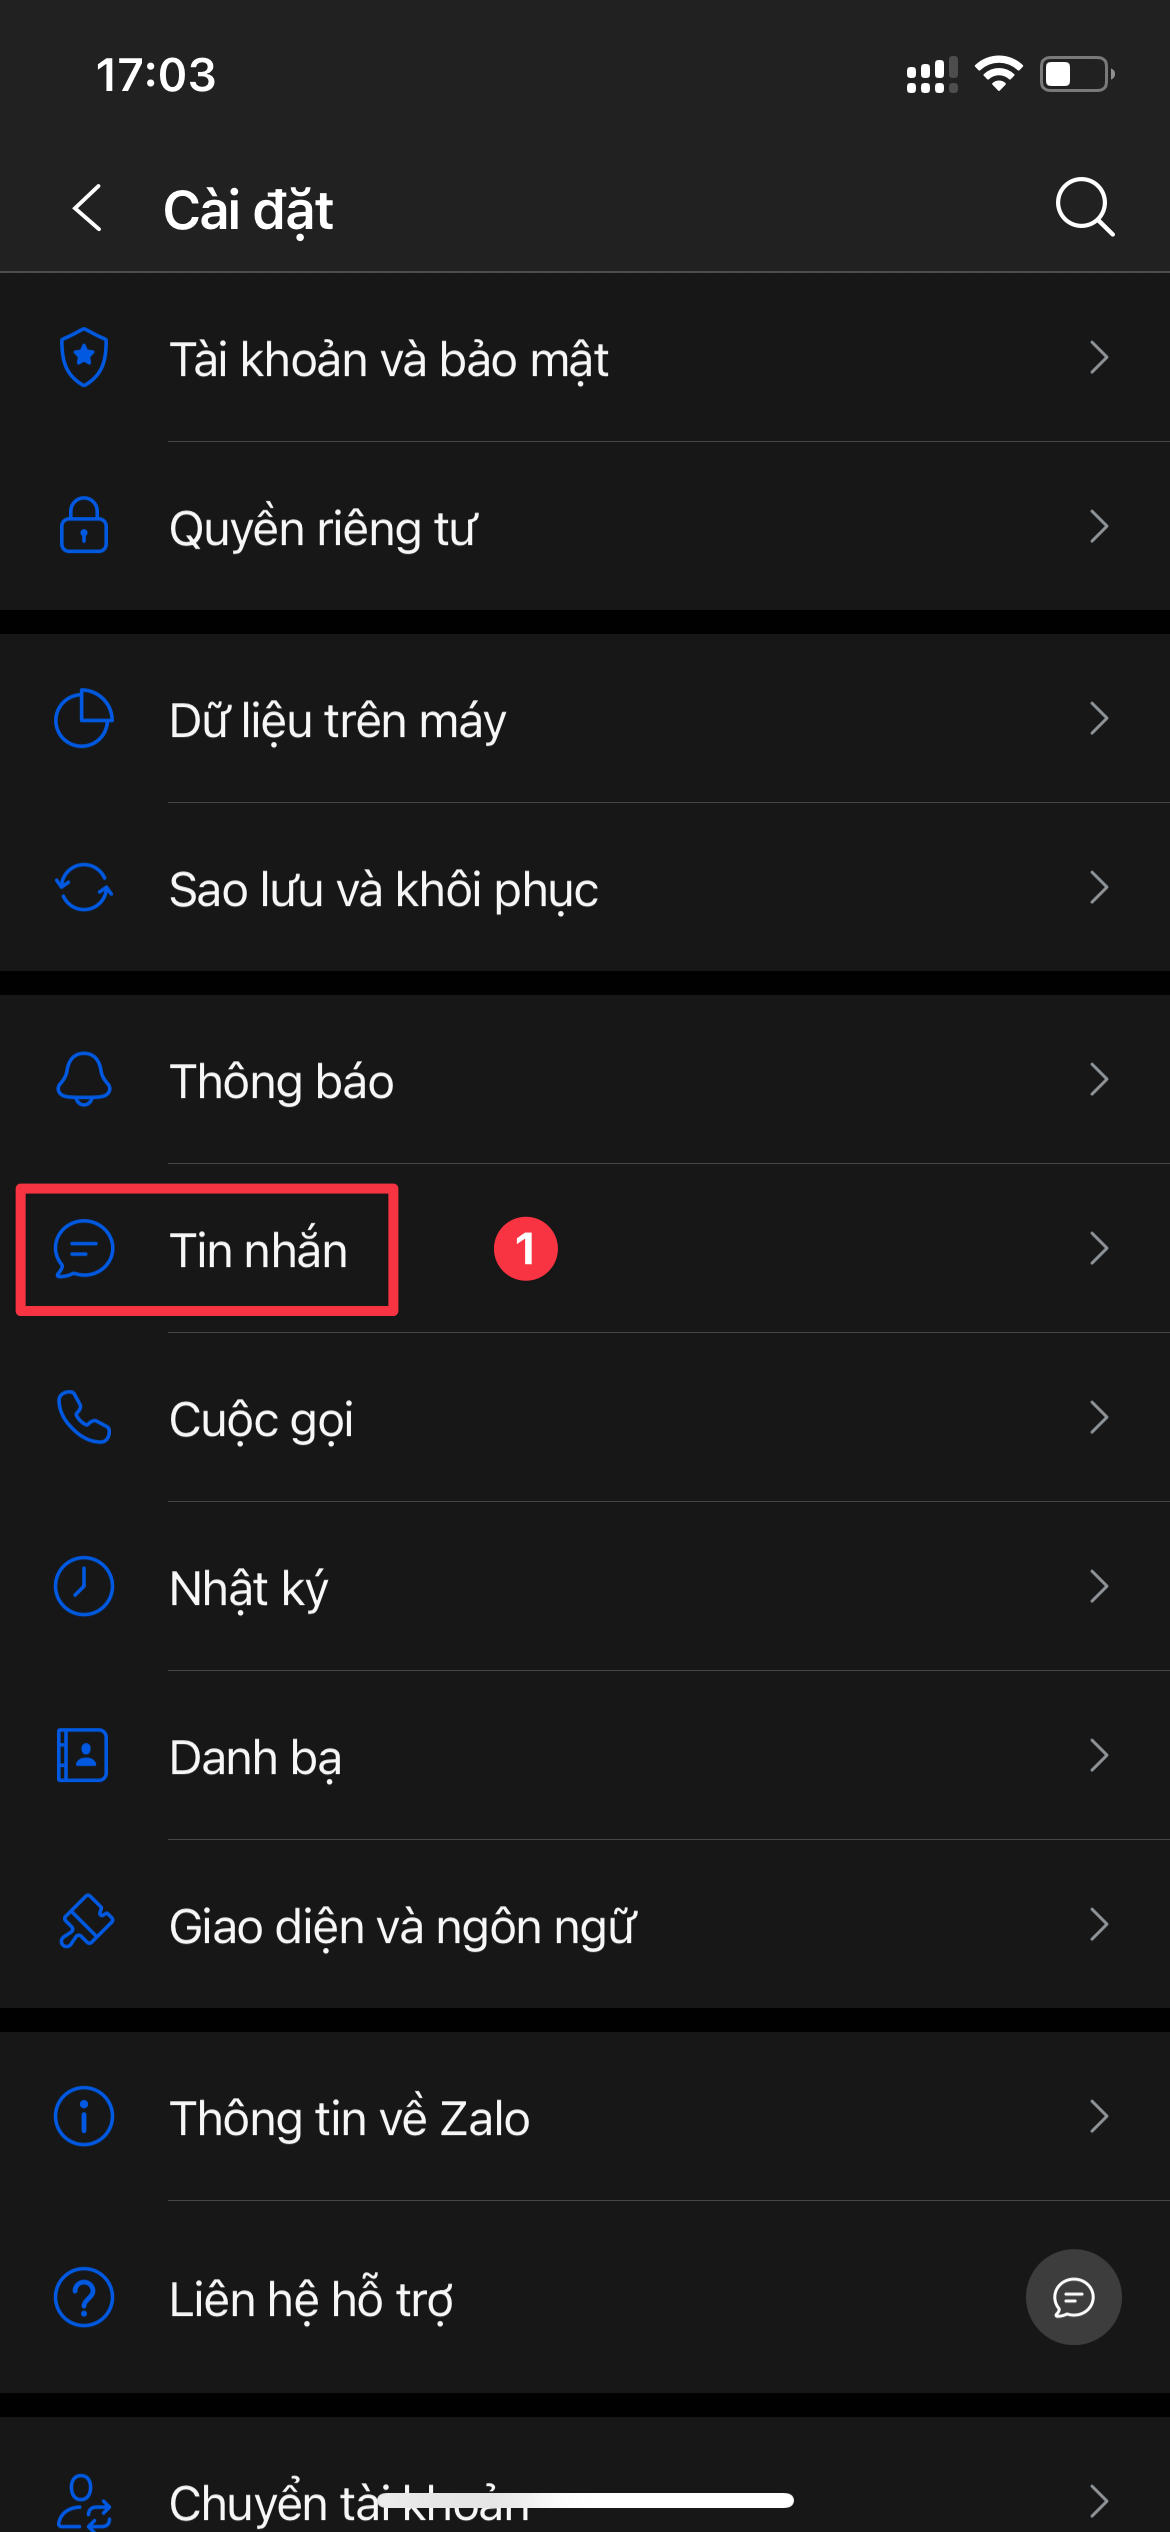 17:03
Cài đặt
Tài khoản và bảo mật
Quyền riêng tư
Dữ liệu trên máy
Sao lưu và khôi phục
Thông báo
Tin nhắn
1
Cuộc gọi
Nhật ký
Danh bạ
Giao diện và ngôn ngữ
Thông tin về Zalo
Liên hệ hỗ trợ
Chuyển tài khoản